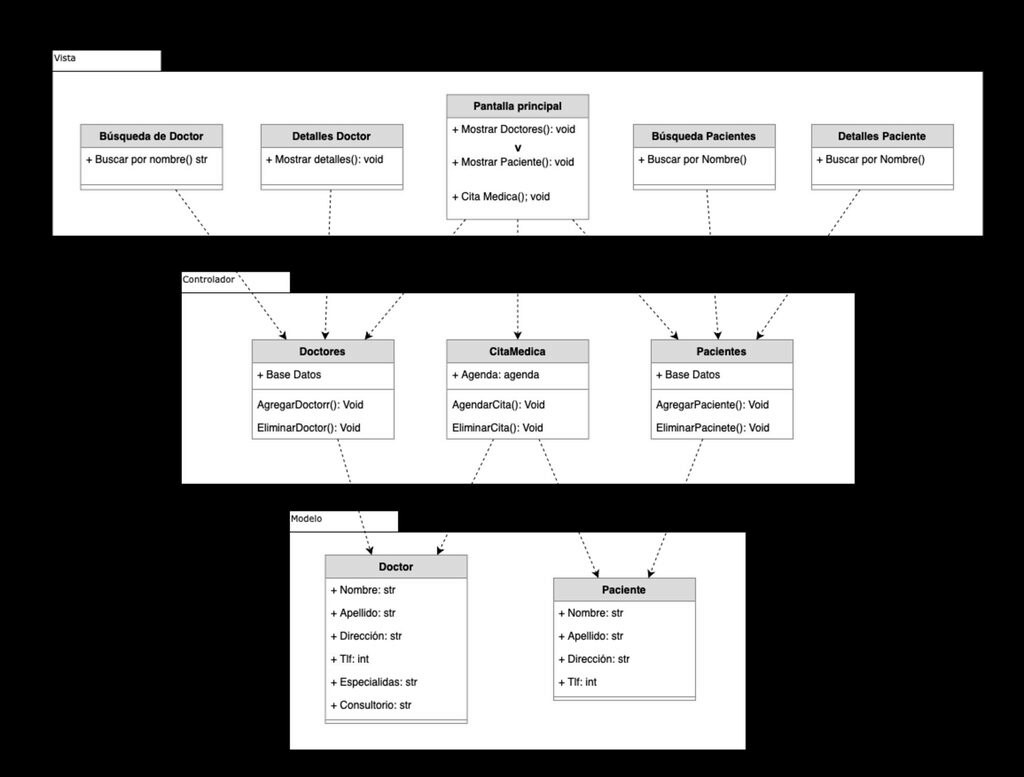 Vista
Búsqueda de Doctor
+ Buscar por nombre() str
Detalles Doctor
+ Mostrar detalles(): void
Pantalla principal
+ Mostrar Doctores(): void
v
+ Mostrar Paciente(): void
+ Cita Medica(); void
Búsqueda Pacientes
+ Buscar por Nombre()
Detalles Paciente
+ Buscar por Nombre()
Controlador
Doctores
+ Base Datos
AgregarDoctorr(): Void
EliminarDoctor(): Void
CitaMedica
+ Agenda: agenda
AgendarCita(): Void
EliminarCita(): Void
Pacientes
+ Base Datos
AgregarPaciente(): Void
EliminarPacinete(): Void
Modelo
Doctor
+ Nombre: str
+ Apellido: str
+ Dirección: str
+ Tlf: int
+ Especialidas: str
+ Consultorio: str
Paciente
+ Nombre: str
+ Apellido: str
+ Dirección: str
+ Tlf: int